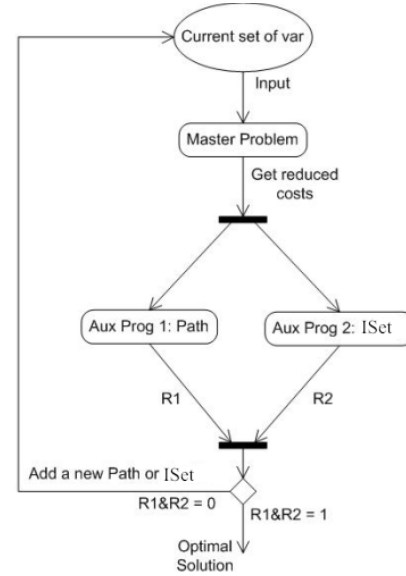 Current set of var
Input
Master Problem
Get reduced
costs
Aux Prog 1: Path
Aux Prog 2: ISet
R1
R2
Add a new Path or ISet
R1&R2 = 0
R1&R2 = 1
Optimal
Solution